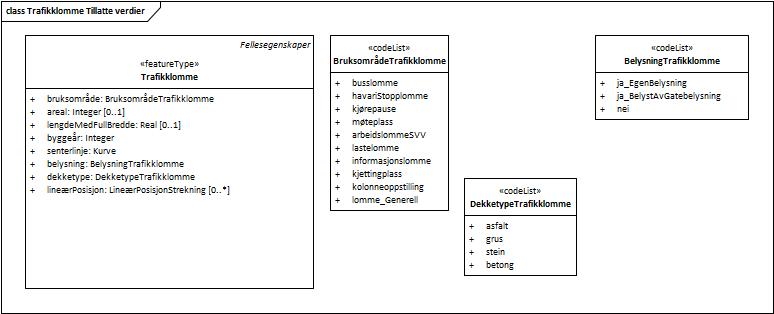 class Trafikklomme Tillatte verdier
Fellesegenskaper
«featureType»
Trafikklomme
+ bruksområde: BruksområdeTrafikklomme
+ areal: Integer [0..1]
+ lengdeMedFullBredde: Real [0..1]
+ byggeår: Integer
+ senterlinje: Kurve
+ belysning: BelysningTrafikklomme
+ dekketype: DekketypeTrafikklomme
+ lineærPosisjon: LineærPosisjonStrekning [0..*]
«codeList»
BruksområdeTrafikklomme
+ busslomme
+ havariStopplomme
+ kjørepause
+ møteplass
+ arbeidslommeSVV
+ lastelomme
+ informasjonslomme
+ kjettingplass
+ kolonneoppstilling
+ lomme_Generell
«codeList»
DekketypeTrafikklomme
+ asfalt
+ grus
+ stein
+ betong
«codeList»
BelysningTrafikklomme
+ ja_EgenBelysning
+ ja_BelystAvGatebelysning
+ nei